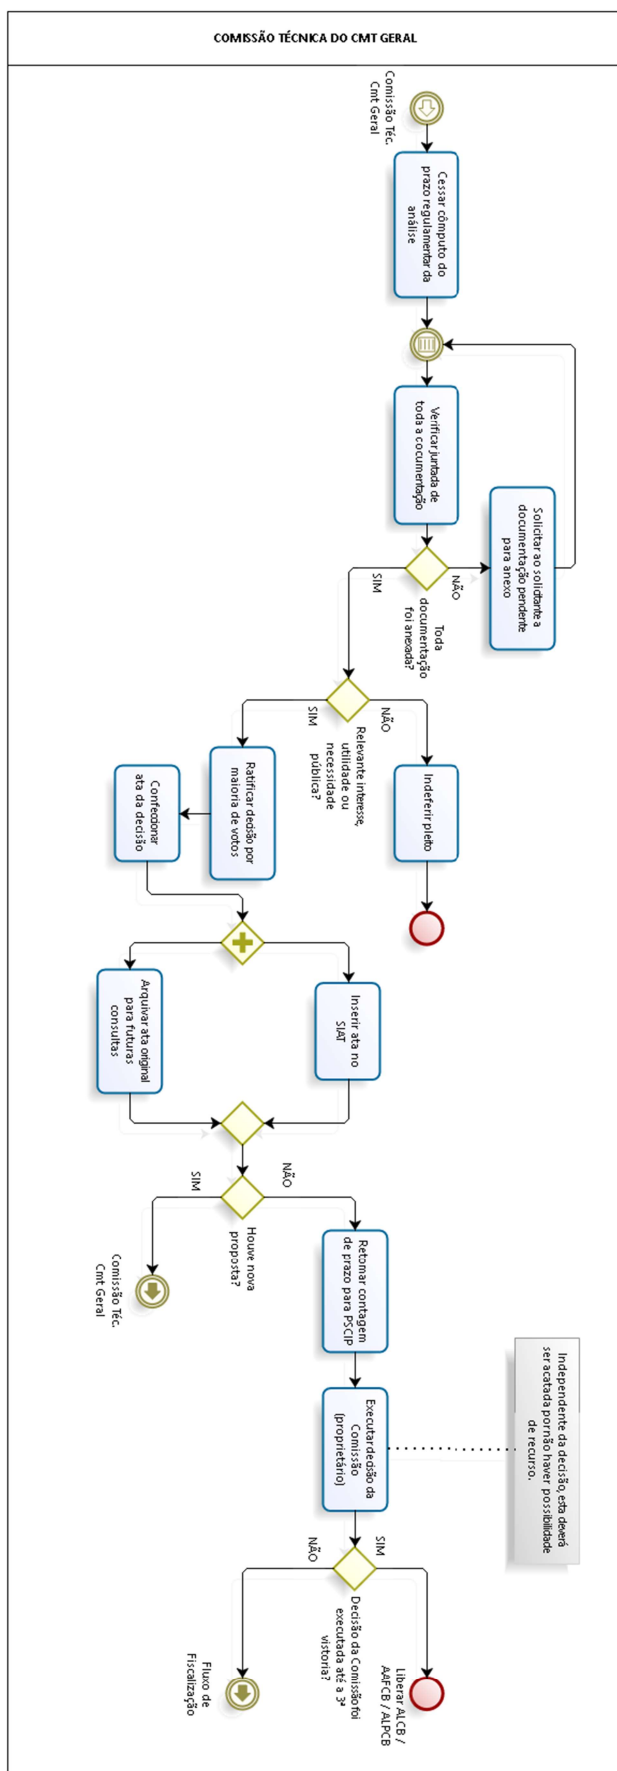 COMISSÃO TÉCNICA DO CMT GERAL
Comissão Téc.
Cmt Geral
Cessar cômputo do
prazo regulamentar da
análise
Verificar juntada de
toda a cocumentação
Solicitar ao solicitante a
documentação pendente
para anexo
NÃO
SIM
Toda
documentação
foi anexada?
NÃO
SIM
Relevante interesse,
utilidade ou
necessidade
pública?
Indeferir pleito
Ratificar decisão por
maioria de votos
Confeccionar
ata da decisão
Inserir ata no
SIAT
Arquivar ata original
para futuras
consultas
NÃO
SIM
Houve nova
proposta?
Comissão Téc.
Cmt Geral
Retomar contagem
de prazo para PSCIP
Executar decisão da
Comissão
(proprietário)
Independente da decisão, esta deverá
ser acatada por não haver possibilidade
de recurso.
SIM
NÃO
Decisão da Comissão foi
executada até a 3ª
vistoria?
Liberar ALCB /
AAFCB / ALPCB
Fluxo de
Fiscalização